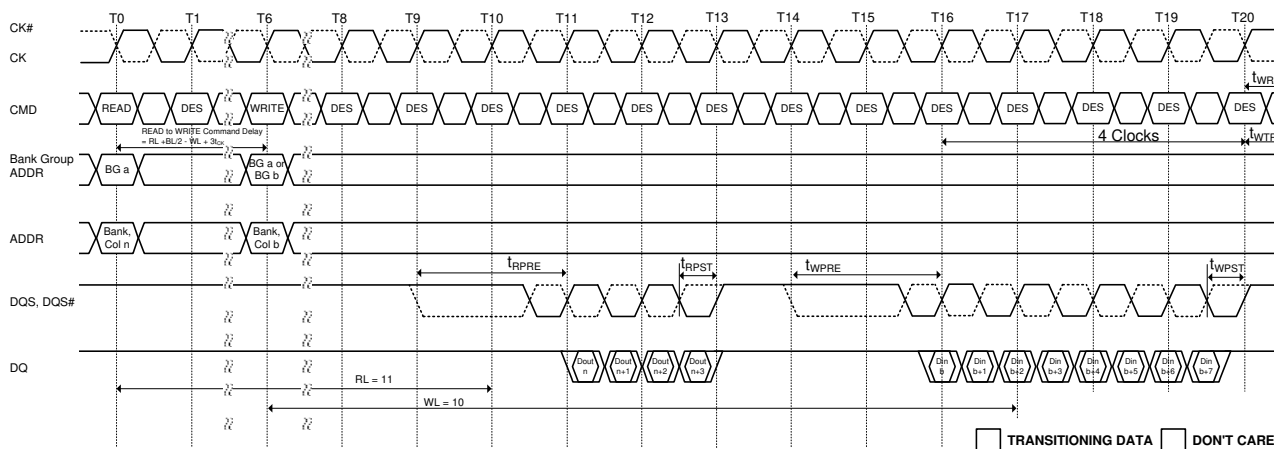 T0 T1 T6 T8 T9 T10 T11 T12 T13 T14 T15 T16 T17 T18 T19 T20
CK#
CK
tWR
CMD READ DES WRITE DES DES DES DES DES DES DES DES DES DES DES DES DES
READ to WRITE Command Delay
= RL +BL/2 - WL + 3tCK
4 Clocks
tWTR
Bank Group
ADDR
BG a
BG a or
BG b
ADDR
Bank,
Col n
Bank,
Col b
tRPRE tRPST tWPRE tWPST
DQS, DQS#
DQ
Dout
n
Dout
n+1
Dout
n+2
Dout
n+3
Din
b
Din
b+1
Din
b+2
Din
b+3
Din
b+4
Din
b+5
Din
b+6
Din
b+7
RL = 11
WL = 10
TRANSITIONING DATA DON'T CARE